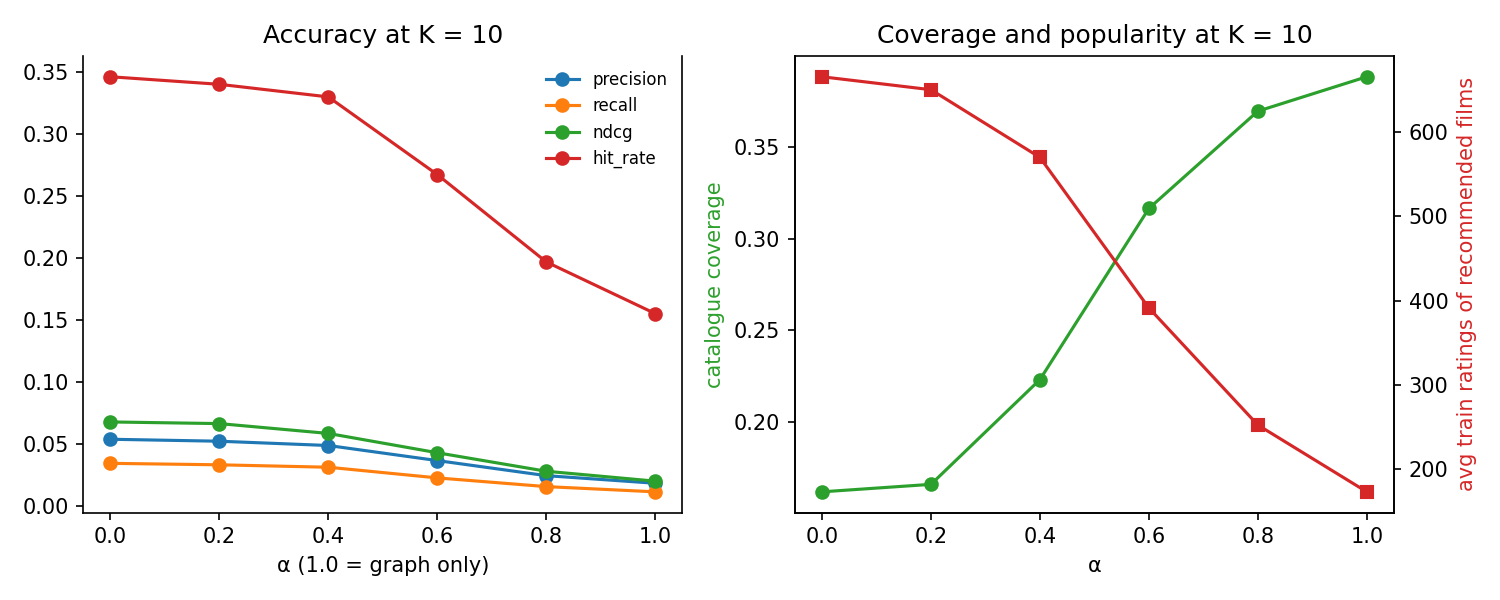 Accuracy at K = 10
0.35
0.30
0.25
0.20
0.15
0.10
0.05
0.00
precision
recall
ndcg
hit_rate
0.0 0.2 0.4 0.6 0.8 1.0
α (1.0 = graph only)
Coverage and popularity at K = 10
catalogue coverage
0.35
0.30
0.25
0.20
600
500
400
300
200
avg train ratings of recommended films
0.0 0.2 0.4 0.6 0.8 1.0
α